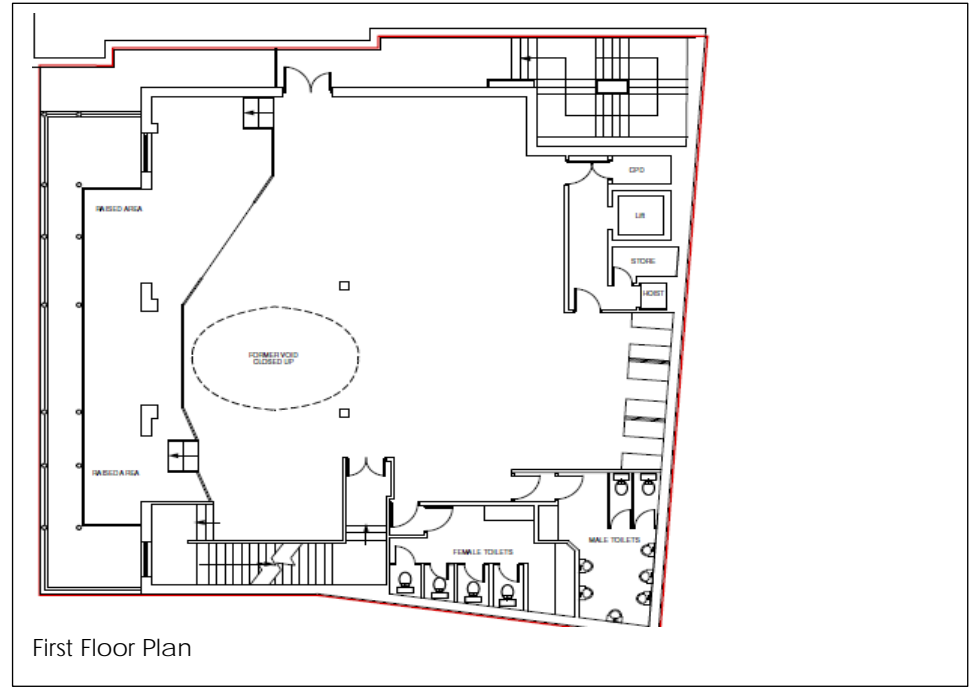 CPD
RAISED AREA
Lift
STORE
HOIST
FORMER VOID
CLOSED UP
RAISED AREA
MALE TOILETS
FEMALE TOILETS
First Floor Plan